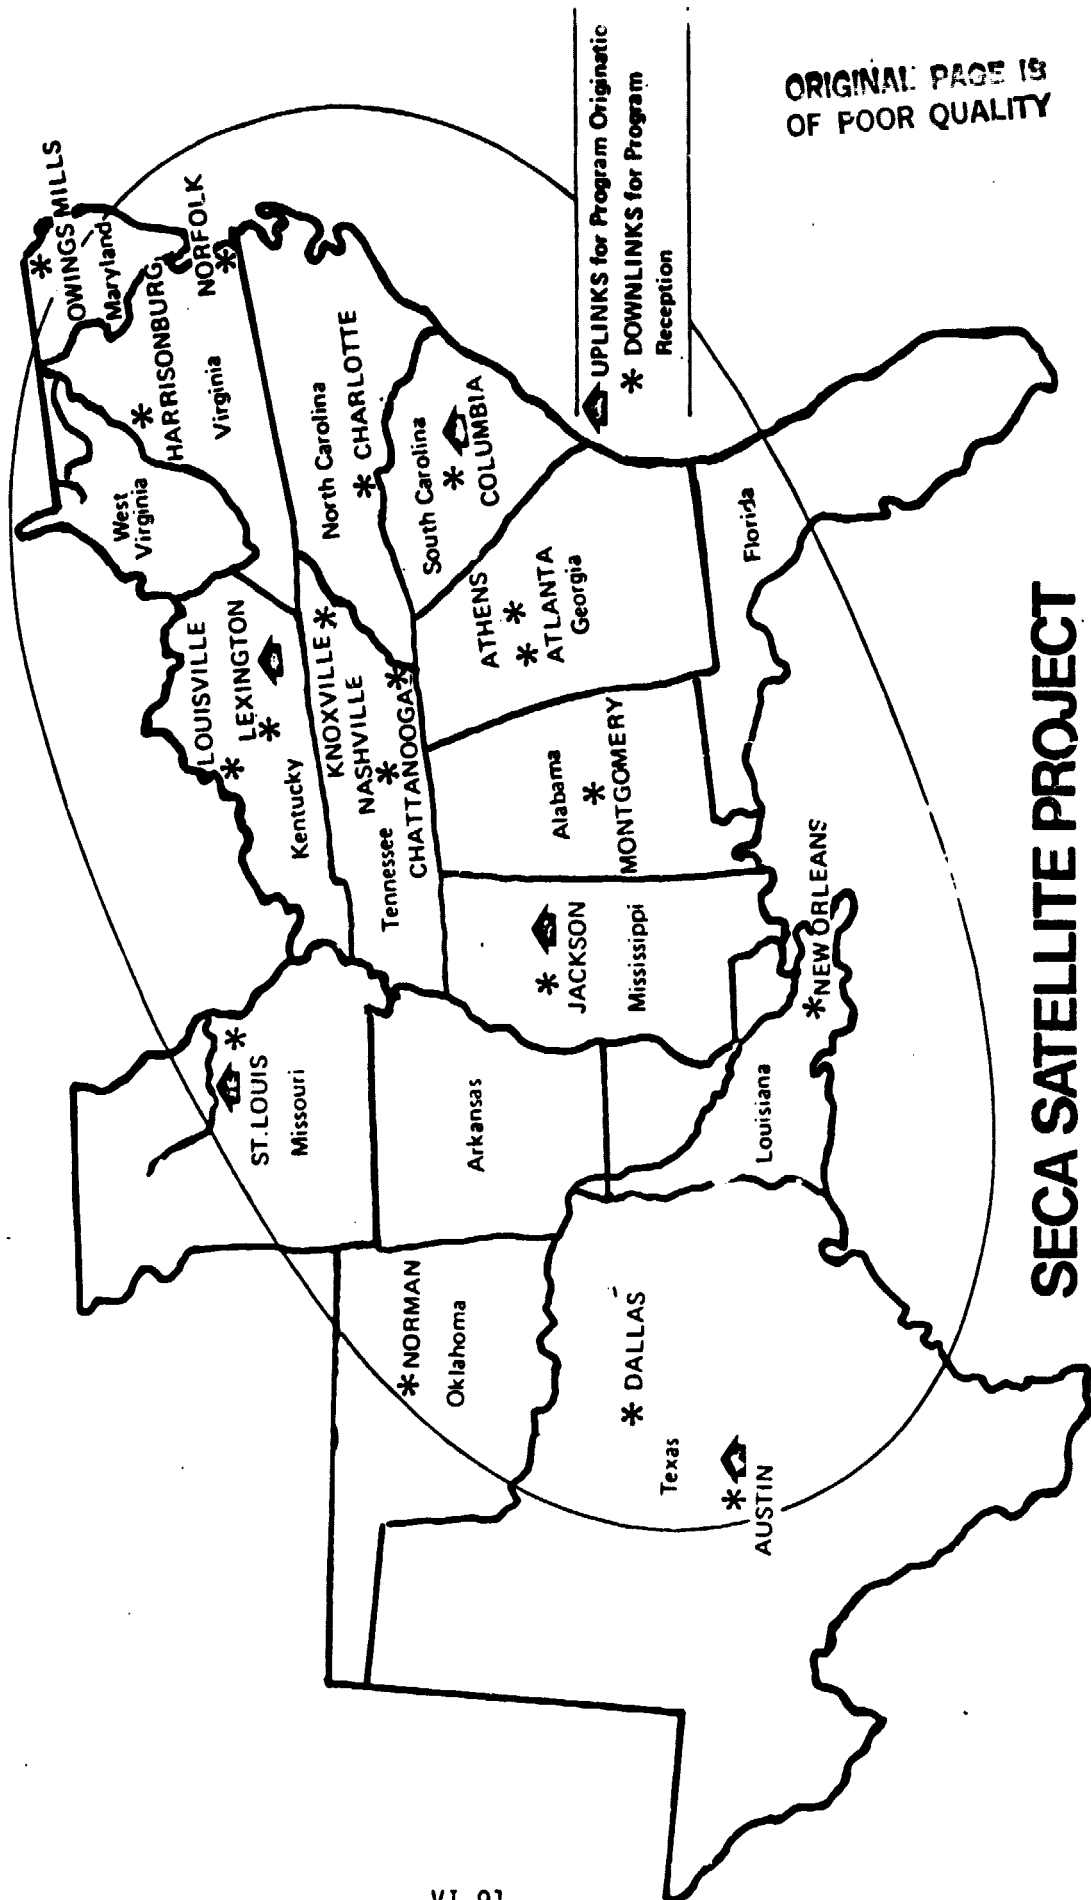 OWINGS MILLS
Maryland
HARRISONBURG
NORFOLK
Virginia
West
Virginia
North Carolina
CHARLOTTE
South Carolina
COLUMBIA
LOUISVILLE
LEXINGTON
Kentucky
KNOXVILLE
NASHVILLE
Tennessee
CHATTANOOGA
ATHENS
ATLANTA
Georgia
Florida
Alabama
MONTGOMERY
JACKSON
Mississippi
NEW ORLEANS
Louisiana
ST.LOUIS
Missouri
Arkansas
NORMAN
Oklahoma
DALLAS
Texas
AUSTIN
UPLINKS for Program Originatic
DOWNLINKS for Program
Reception
ORIGINAL PAGE IS
OF POOR QUALITY
SECA SATELLITE PROJECT